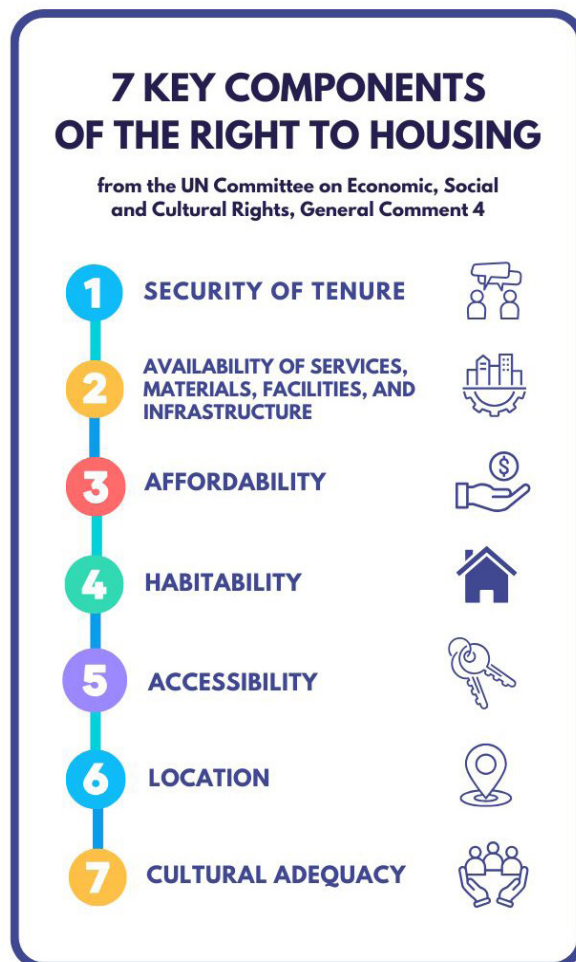 7 KEY COMPONENTS
OF THE RIGHT TO HOUSING
from the UN Committee on Economic, Social
and Cultural Rights, General Comment 4
1 SECURITY OF TENURE
2 AVAILABILITY OF SERVICES,
MATERIALS, FACILITIES, AND
INFRASTRUCTURE
3 AFFORDABILITY
$
4 HABITABILITY
5 ACCESSIBILITY
6 LOCATION
7 CULTURAL ADEQUACY